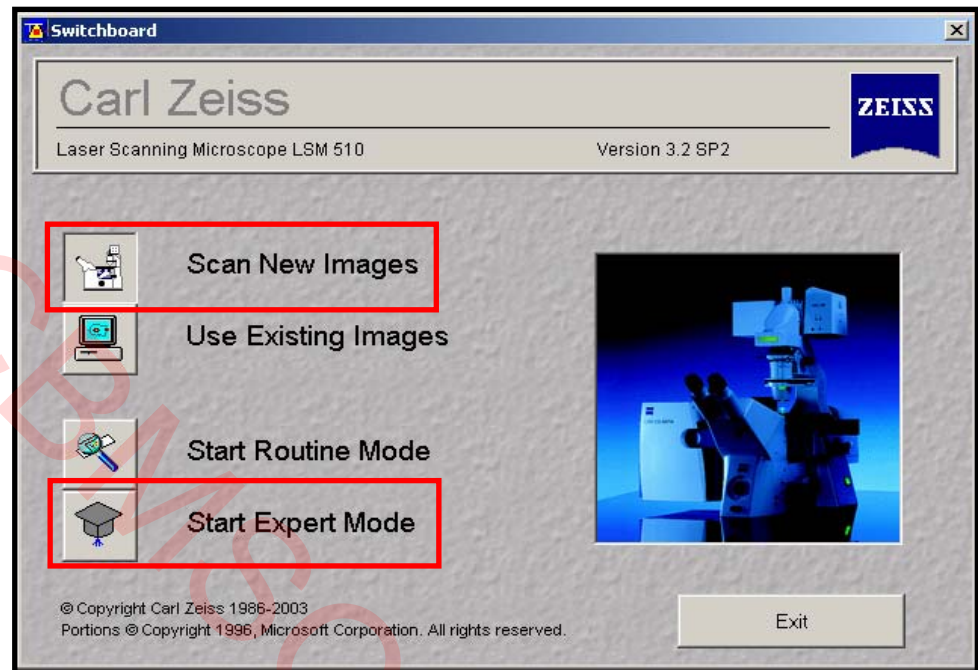 Switchboard
Carl Zeiss
ZEISS
Laser Scanning Microscope LSM 510 Version 3.2 SP2
Scan New Images
Use Existing Images
Start Routine Mode
Start Expert Mode
© Copyright Carl Zeiss 1986-2003
Portions © Copyright 1996, Microsoft Corporation. All rights reserved.
Exit